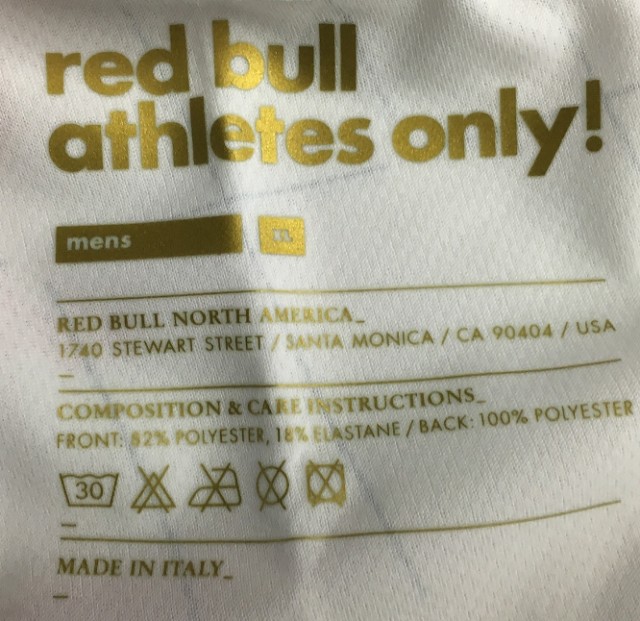 red bull
athletes only!
mens XL
RED BULL NORTH AMERICA_
1740 STEWART STREET / SANTA MONICA / CA 90404 / USA
COMPOSITION & CARE INSTRUCTIONS_
FRONT: 82% POLYESTER, 18% ELASTANE / BACK: 100% POLYESTER
30
MADE IN ITALY_